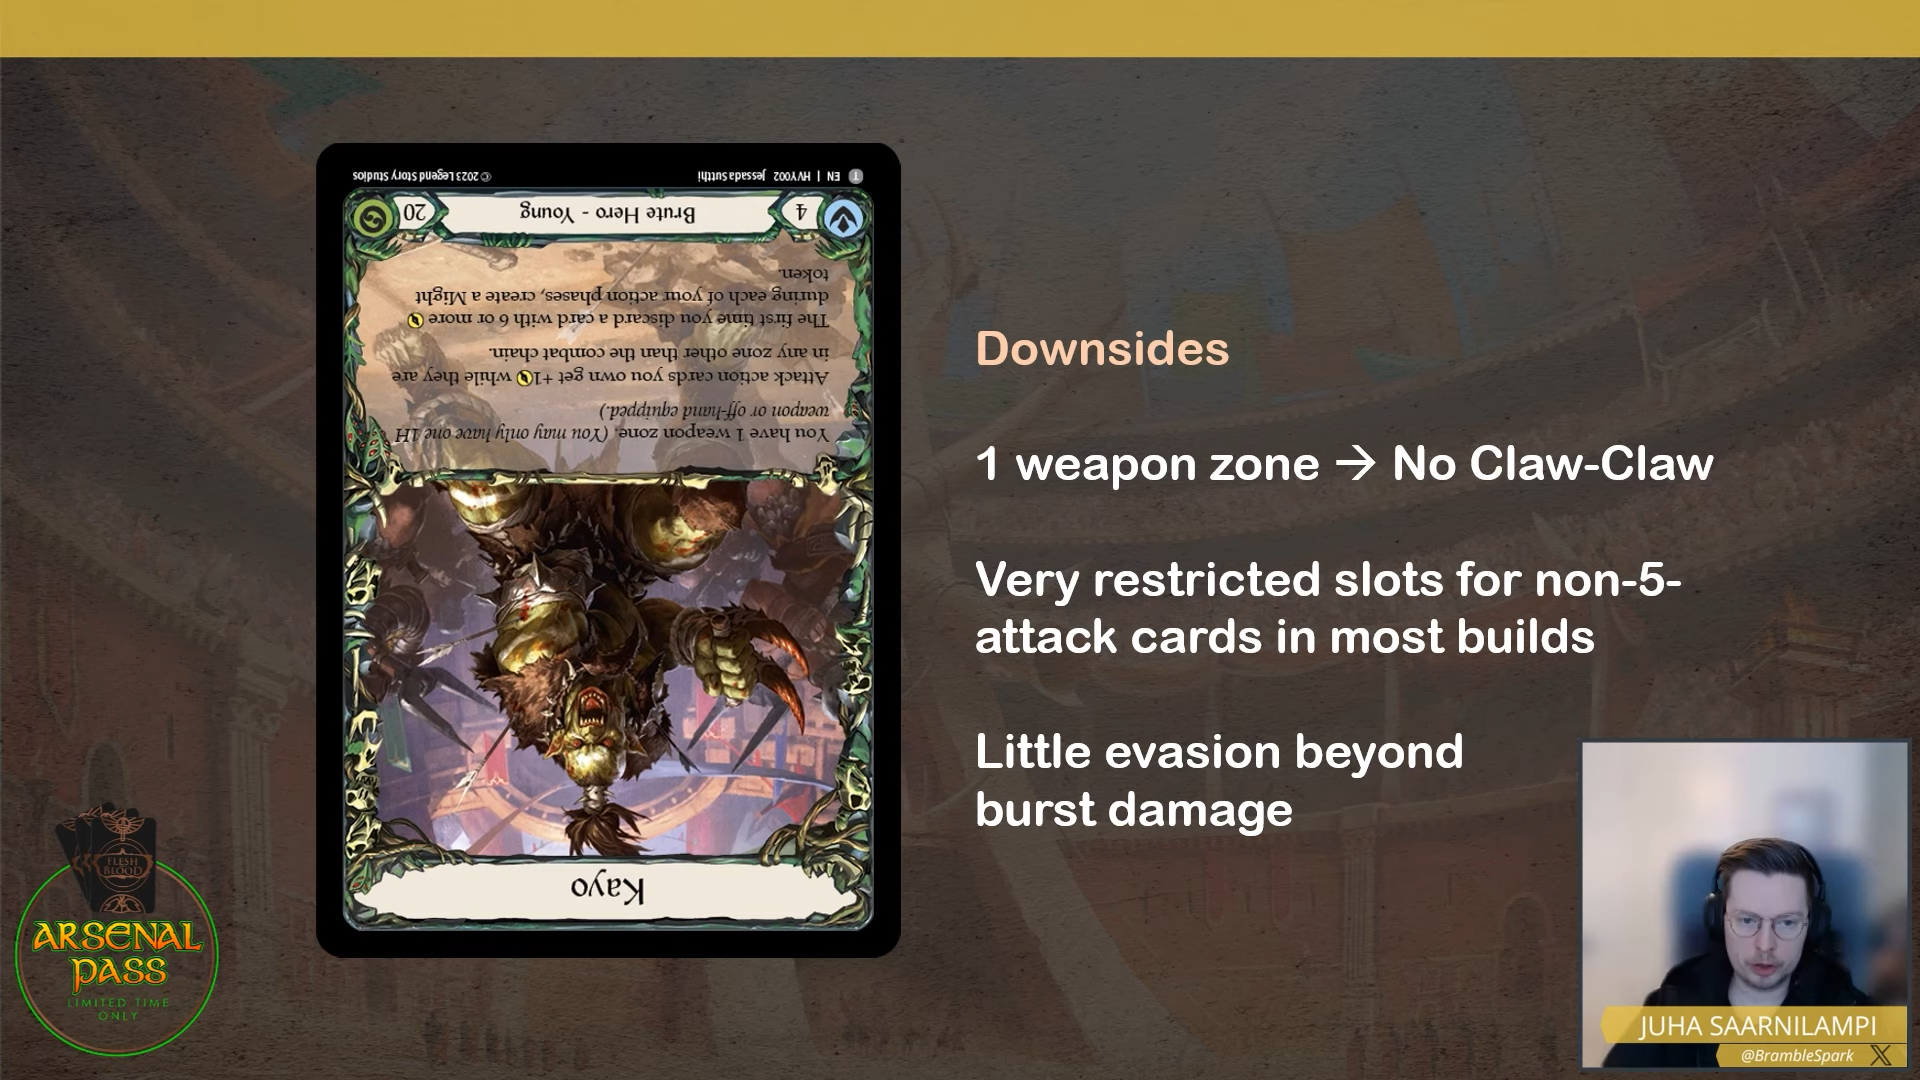 Kayo
You have 1 weapon zone. (You may only have one 1H
weapon or off-hand equipped.)
Attack action cards you own get +1 while they are
in any zone other than the combat chain.
The first time you discard a card with 6 or more
during each of your action phases, create a Might
token.
4
Brute Hero - Young
20
T EN | HVY002 Jessada Sutthi
© 2023 Legend Story Studios
Downsides
1 weapon zone → No Claw-Claw
Very restricted slots for non-5-
attack cards in most builds
Little evasion beyond
burst damage
FLESH
BLOOD
ARSENAL
PASS
LIMITED TIME
ONLY
JUHA SAARNILAMPI
@BrambleSpark X